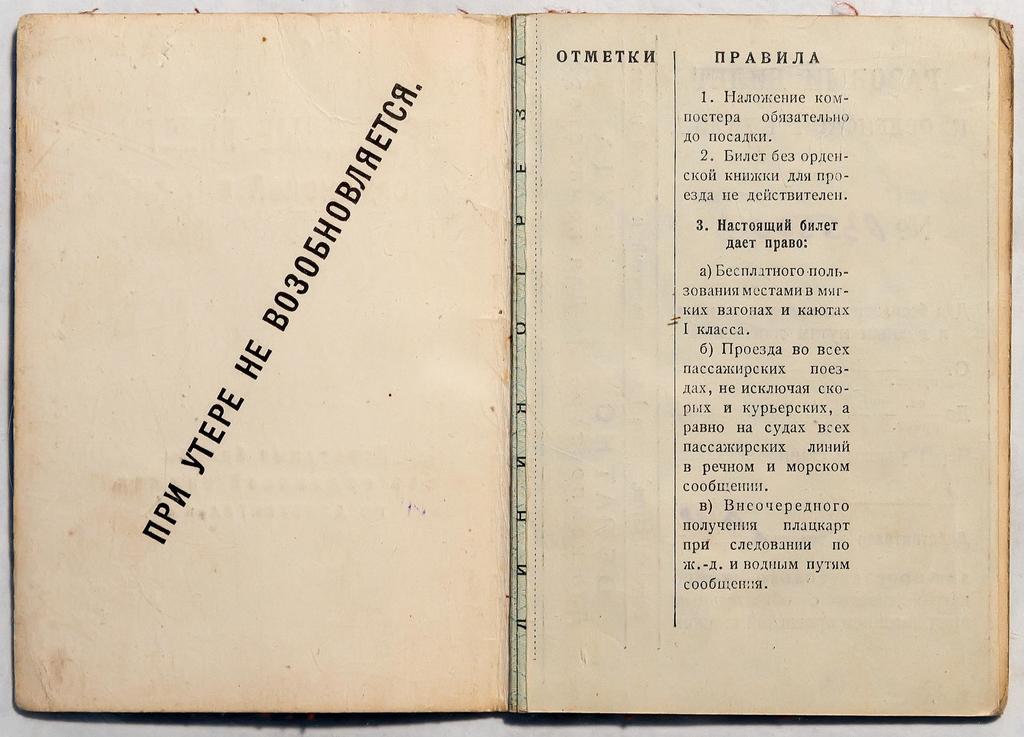 ПРИ УТЕРЕ НЕ ВОЗОБНОВЛЯЕТСЯ.
ЛИНИЯ ОТРЕЗА
ОТМЕТКИ
ПРАВИЛА
1. Наложение ком-
постера обязательно
до посадки.
2. Билет без орден-
ской книжки для про-
езда не действителен.
3. Настоящий билет
дает право:
а) Бесплатного поль-
зования местами в мяг-
ких вагонах и каютах
I класса.
б) Проезда во всех
пассажирских поез-
дах, не исключая ско-
рых и курьерских, а
равно на судах всех
пассажирских линий
в речном и морском
сообщении.
в) Внеочередного
получения плацкарт
при следовании по
ж.-д. и водным путям
сообщения.